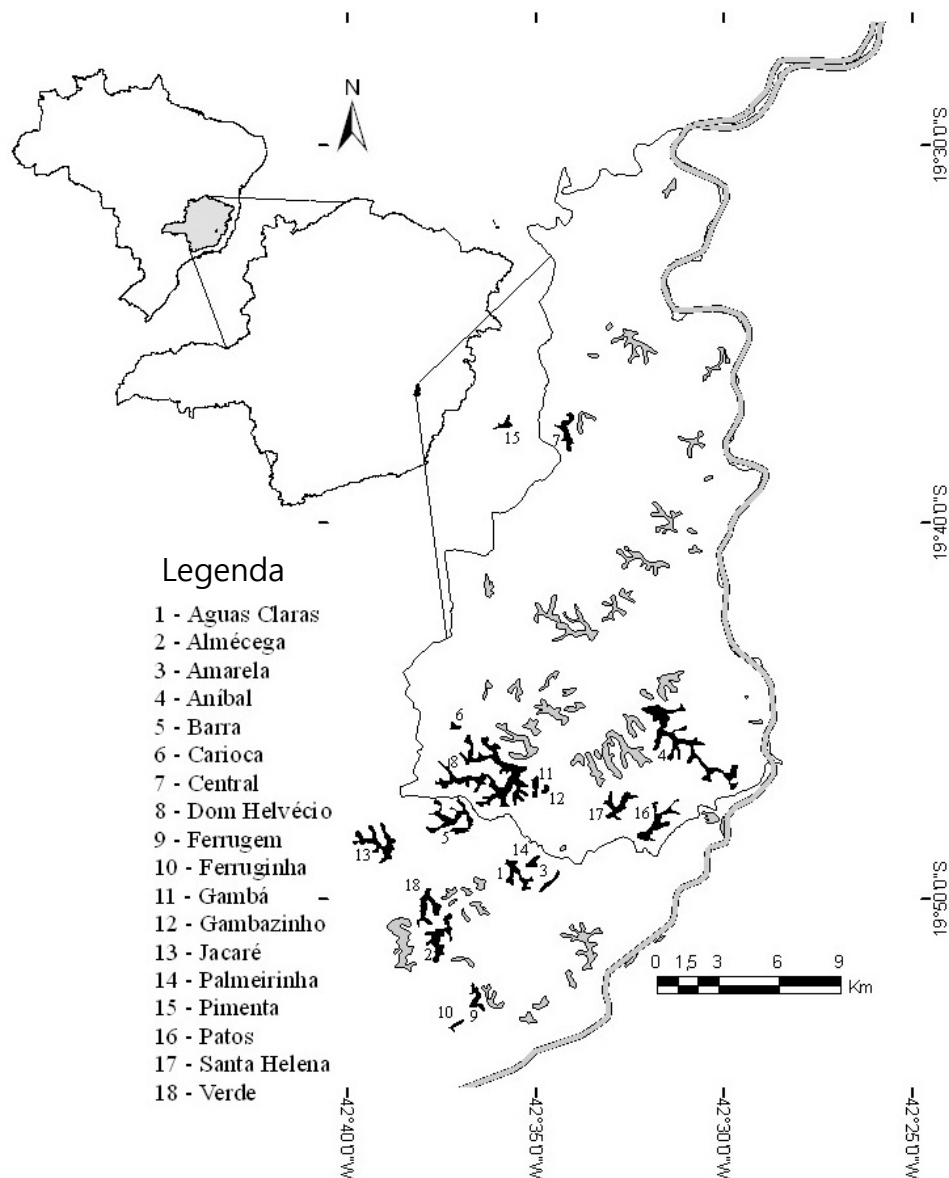 N
19°30'0"S
19°40'0"S
19°50'0"S
15
7
Legenda
1 - Aguas Claras
2 - Almécega
3 - Amarela
4 - Aníbal
5 - Barra
6 - Carioca
7 - Central
8 - Dom Helvécio
9 - Ferrugem
10 - Ferruginha
11 - Gambá
12 - Gambazinho
13 - Jacaré
14 - Palmeirinha
15 - Pimenta
16 - Patos
17 - Santa Helena
18 - Verde
6
8
4
11
12
17
16
5
13
14
1
3
18
2
10
9
0 1,5 3 6 9
Km
42°40'0"W
42°35'0"W
42°30'0"W
42°25'0"W